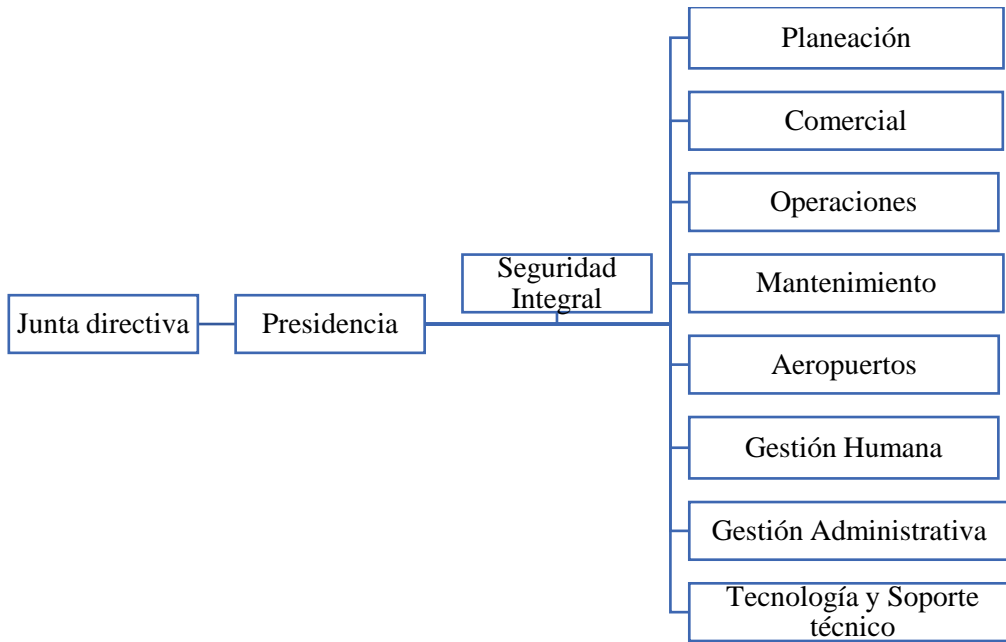 Junta directiva
Presidencia
Seguridad
Integral
Planeación
Comercial
Operaciones
Mantenimiento
Aeropuertos
Gestión Humana
Gestión Administrativa
Tecnología y Soporte
técnico